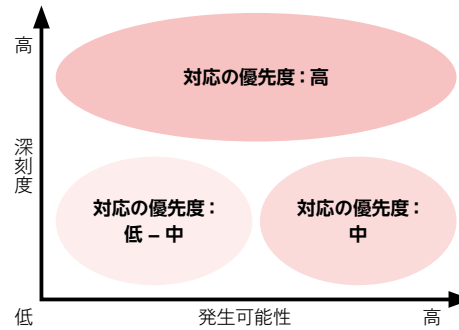 高
対応の優先度：高
深刻度
対応の優先度：
低 – 中
対応の優先度：
中
低
発生可能性
高